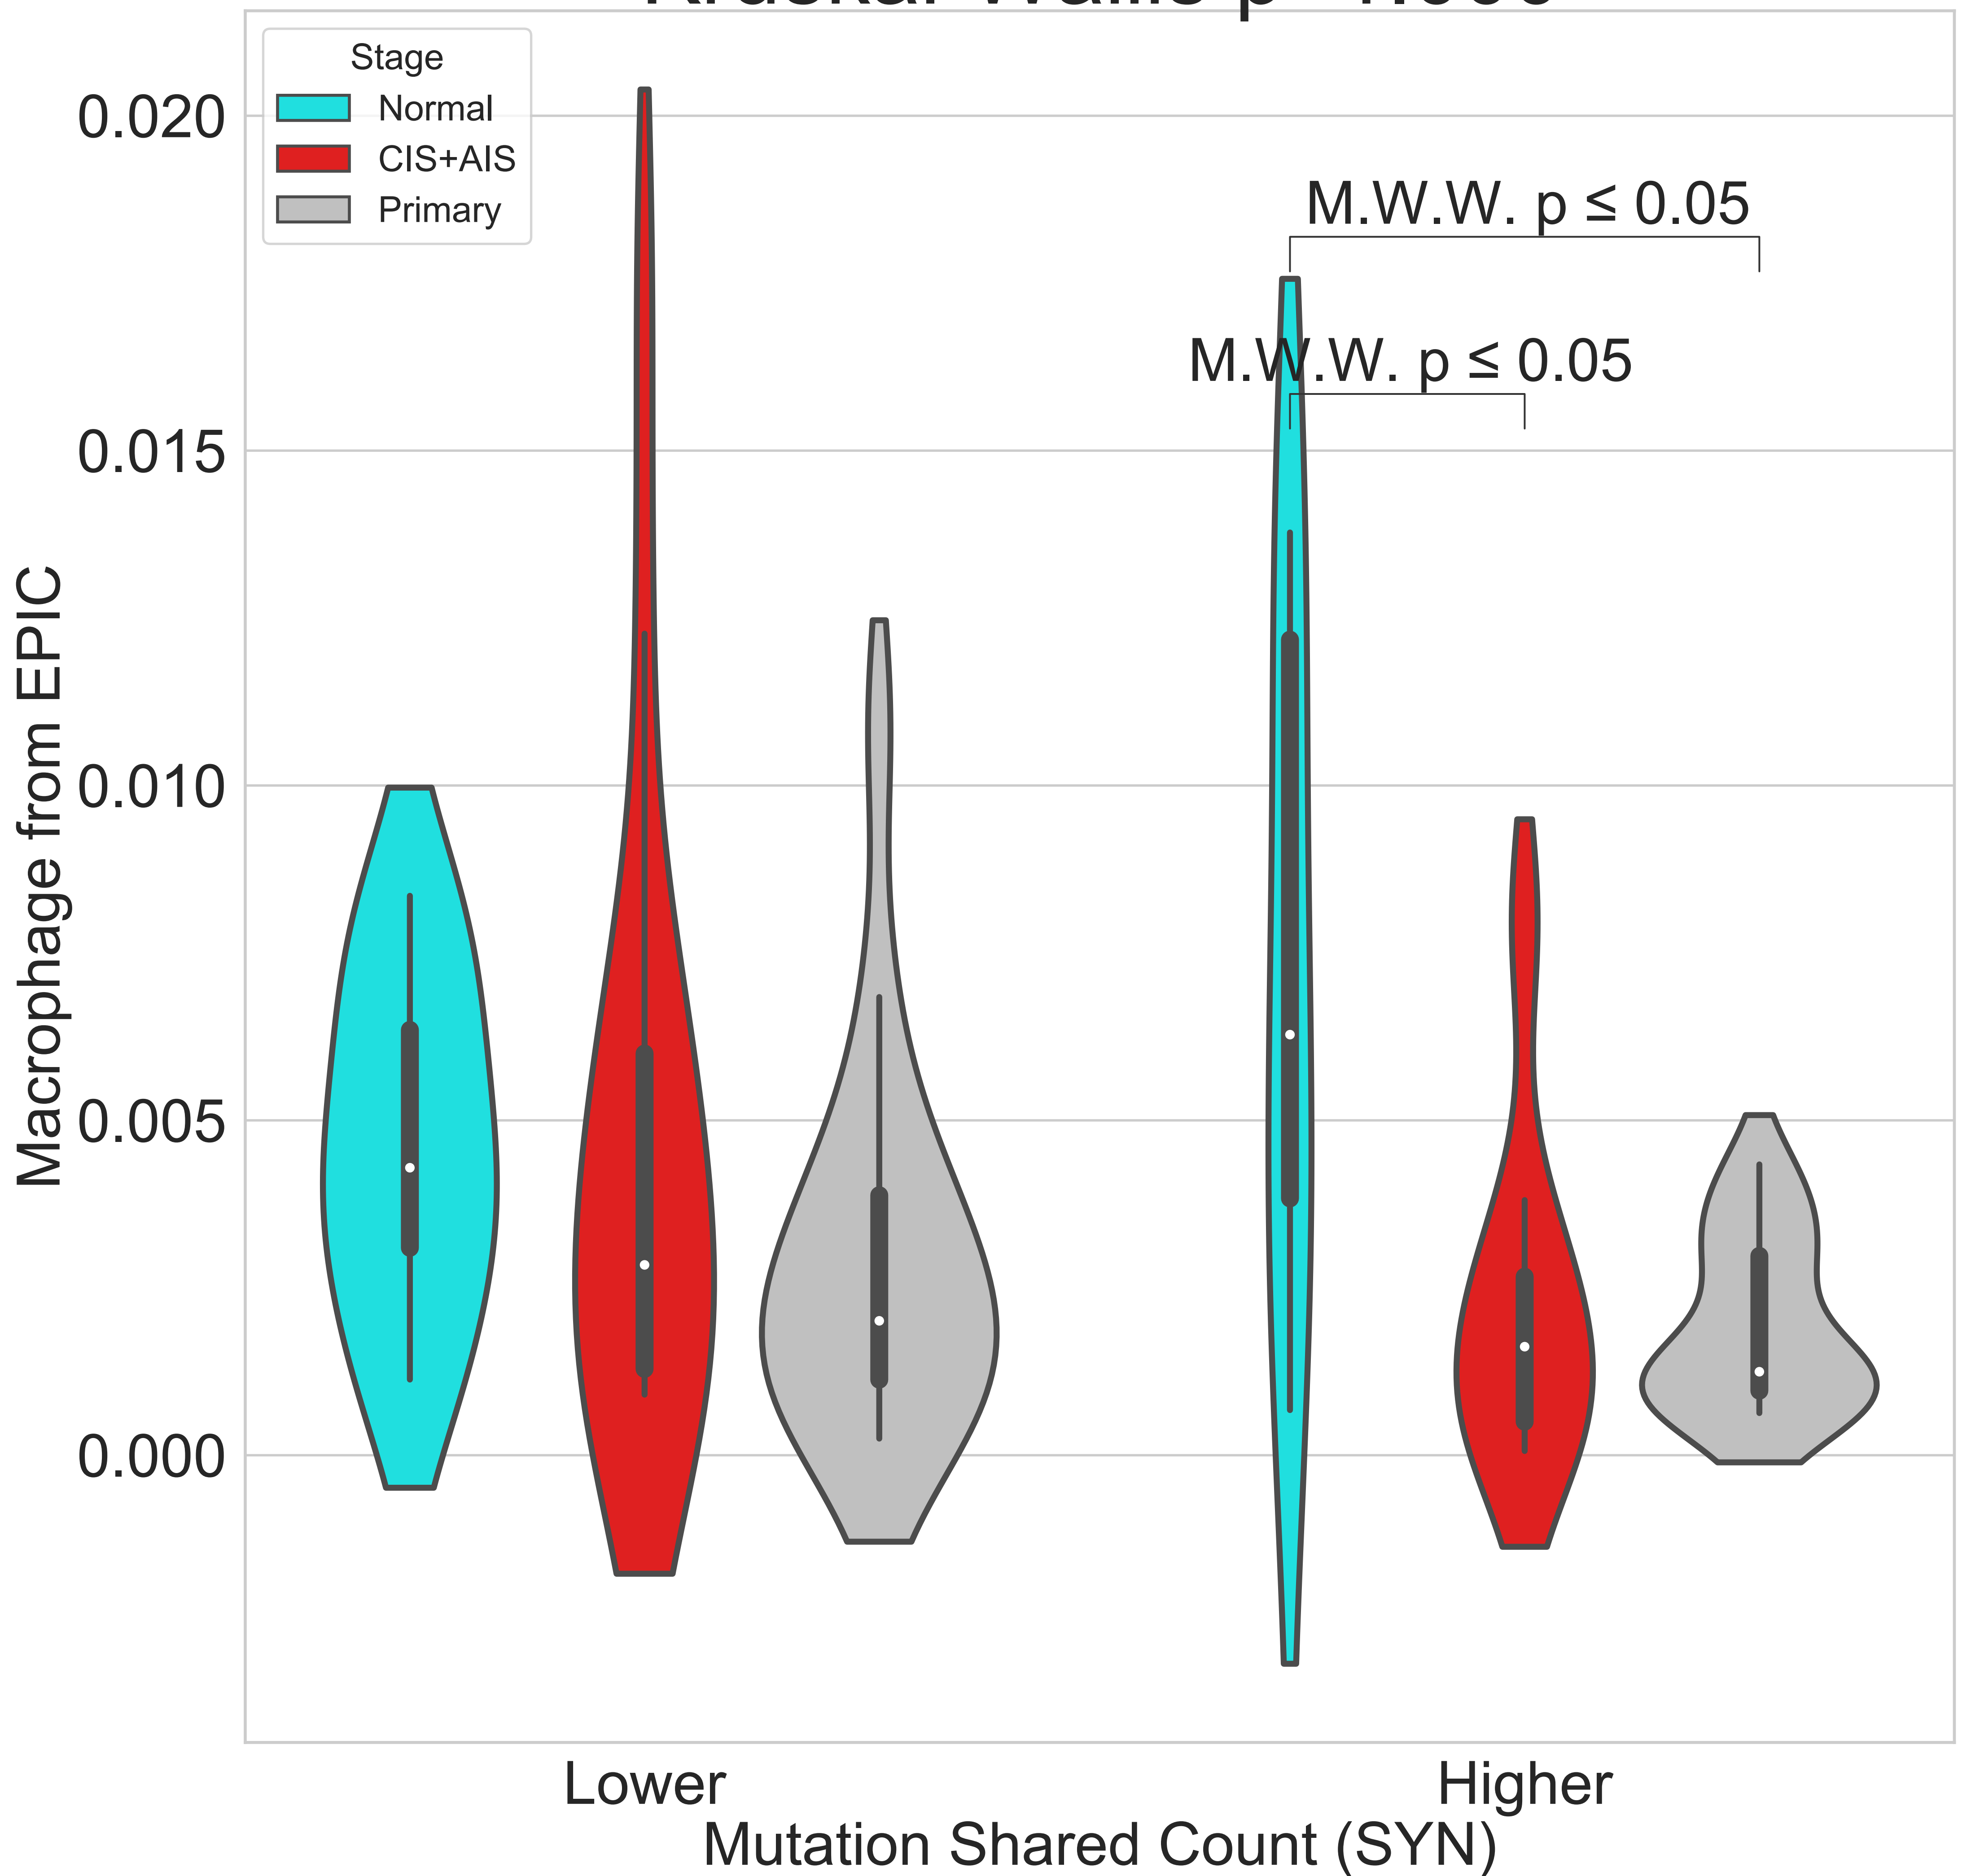 Stage
Normal
CIS+AIS
Primary
M.W.W. p ≤ 0.05
M.W.W. p ≤ 0.05
0.020
0.015
0.010
0.005
0.000
Macrophage from EPIC
Lower
Higher
Mutation Shared Count (SYN)